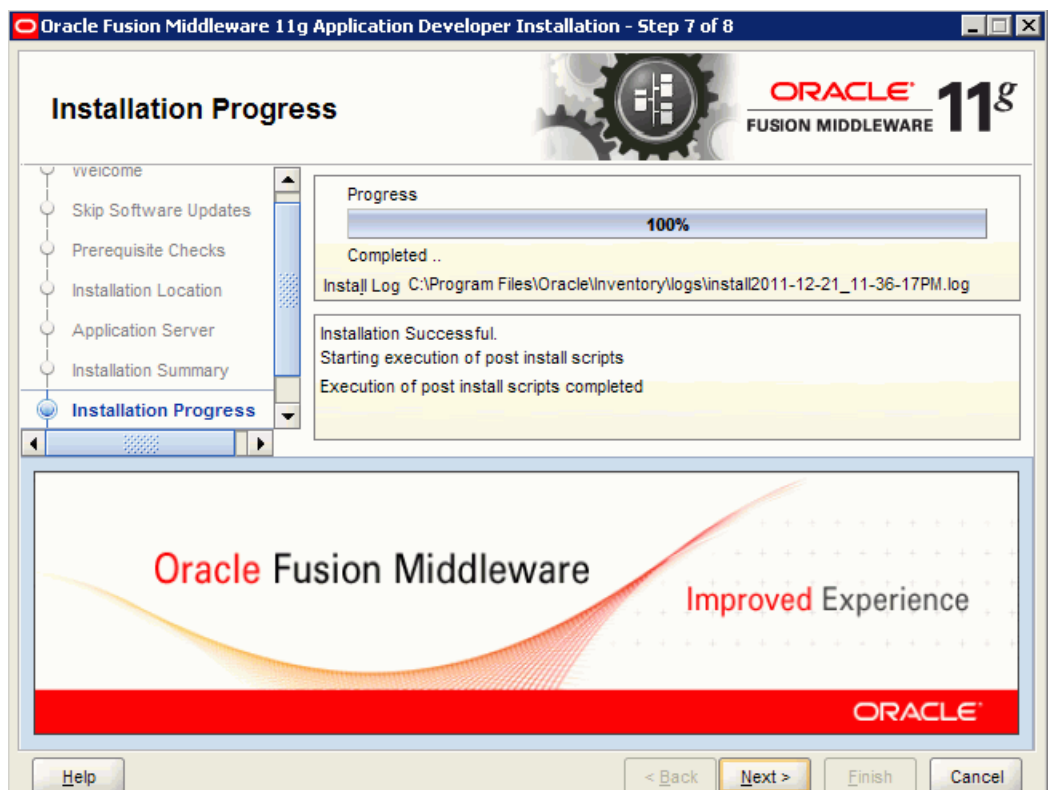 Oracle Fusion Middleware 11g Application Developer Installation - Step 7 of 8
Installation Progress
ORACLE
FUSION MIDDLEWARE 11g
Welcome
Skip Software Updates
Prerequisite Checks
Installation Location
Application Server
Installation Summary
Installation Progress
Progress
100%
Completed ..
Install Log C:\Program Files\Oracle\Inventory\logs\install2011-12-21_11-36-17PM.log
Installation Successful.
Starting execution of post install scripts
Execution of post install scripts completed
Oracle Fusion Middleware
Improved Experience
ORACLE
Help
< Back
Next >
Finish
Cancel